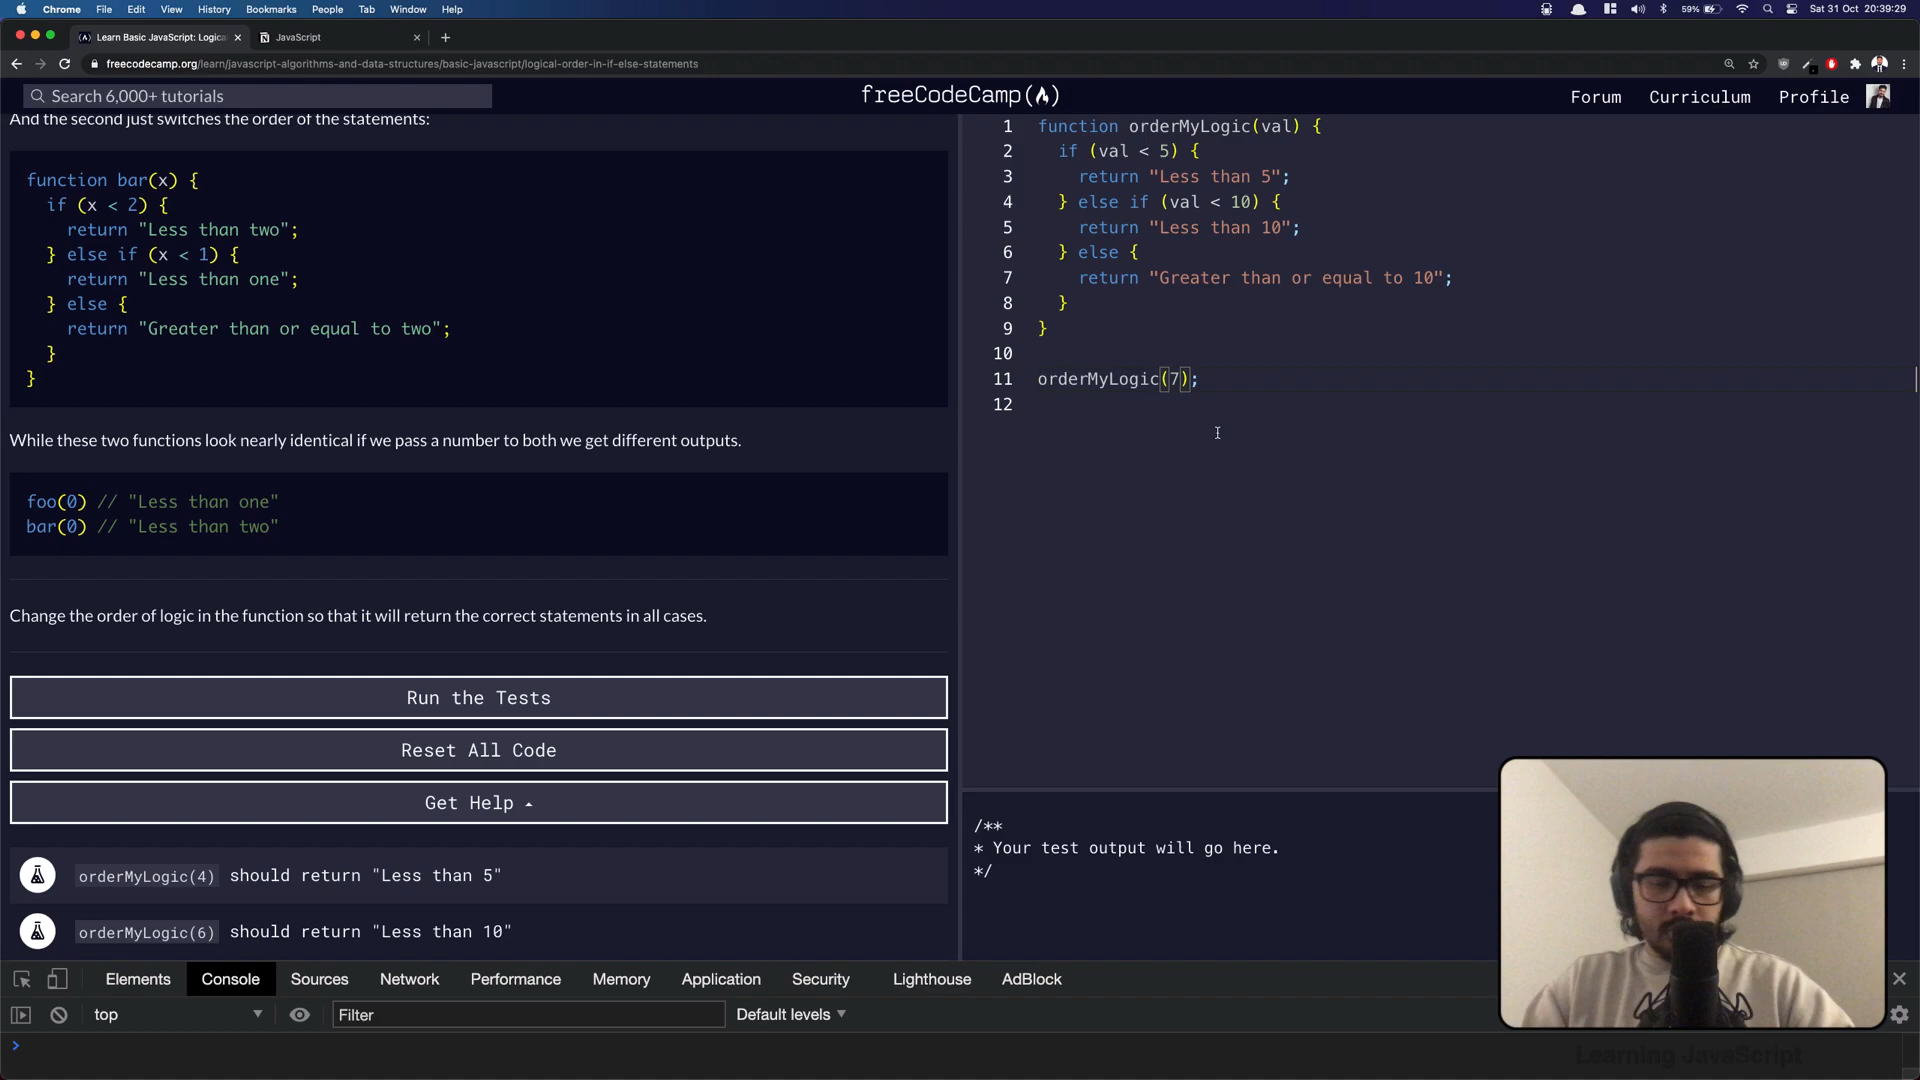 Chrome File Edit View History Bookmarks People Tab Window Help
59% Sat 31 Oct 20:39:29
Learn Basic JavaScript: Logica
JavaScript
freecodecamp.org/learn/javascript-algorithms-and-data-structures/basic-javascript/logical-order-in-if-else-statements
Search 6,000+ tutorials
freeCodeCamp(🔥)
Forum Curriculum Profile
And the second just switches the order of the statements:
function bar(x) {
if (x < 2) {
return "Less than two";
} else if (x < 1) {
return "Less than one";
} else {
return "Greater than or equal to two";
}
}
While these two functions look nearly identical if we pass a number to both we get different outputs.
foo(0) // "Less than one"
bar(0) // "Less than two"
Change the order of logic in the function so that it will return the correct statements in all cases.
Run the Tests
Reset All Code
Get Help
orderMyLogic(4) should return "Less than 5"
orderMyLogic(6) should return "Less than 10"
1 function orderMyLogic(val) {
2 if (val < 5) {
3 return "Less than 5";
4 } else if (val < 10) {
5 return "Less than 10";
6 } else {
7 return "Greater than or equal to 10";
8 }
9 }
10
11 orderMyLogic(7);
12
/**
* Your test output will go here.
*/
Elements Console Sources Network Performance Memory Application Security Lighthouse AdBlock
top
Filter
Default levels
Learning JavaScript